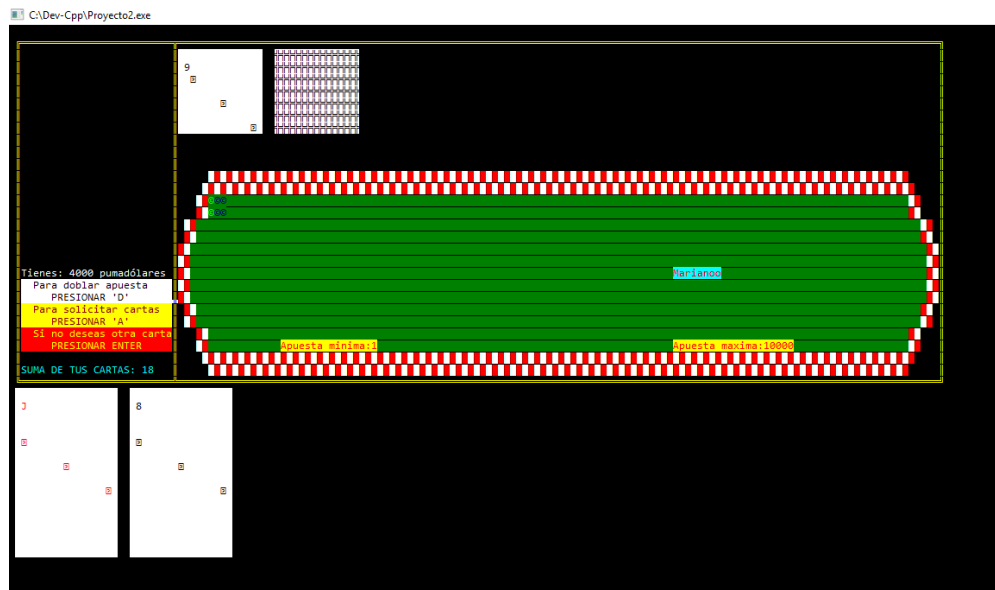 C:\Dev-Cpp\Proyecto2.exe
9
Marianoo
Tienes: 4000 pumadólares
Para doblar apuesta
PRESIONAR 'D'
Para solicitar cartas
PRESIONAR 'A'
Si no deseas otra carta
PRESIONAR ENTER
Apuesta minima:1
Apuesta maxima:10000
SUMA DE TUS CARTAS: 18
J
8